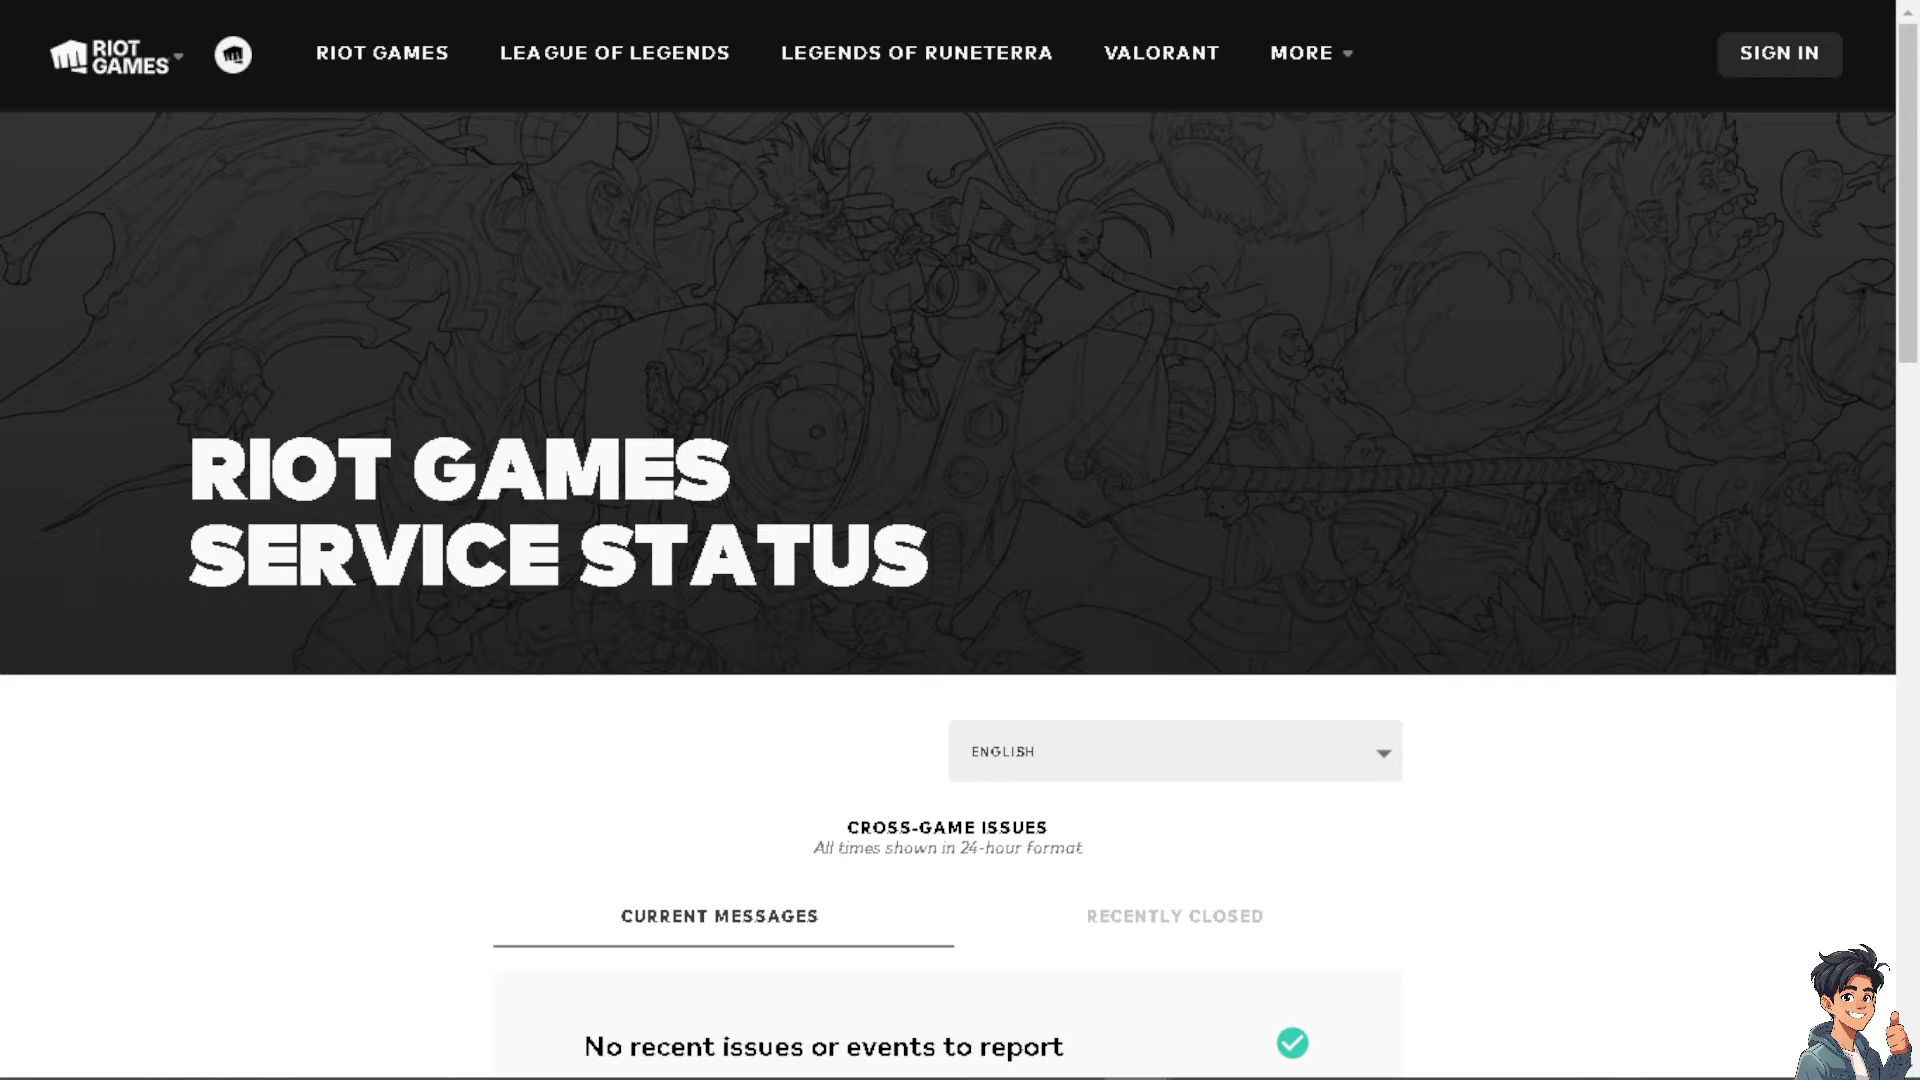 RIOT
GAMES
RIOT GAMES
LEAGUE OF LEGENDS
LEGENDS OF RUNETERRA
VALORANT
MORE
SIGN IN
RIOT GAMES
SERVICE STATUS
ENGLISH
CROSS-GAME ISSUES
All times shown in 24-hour format
CURRENT MESSAGES
RECENTLY CLOSED
No recent issues or events to report